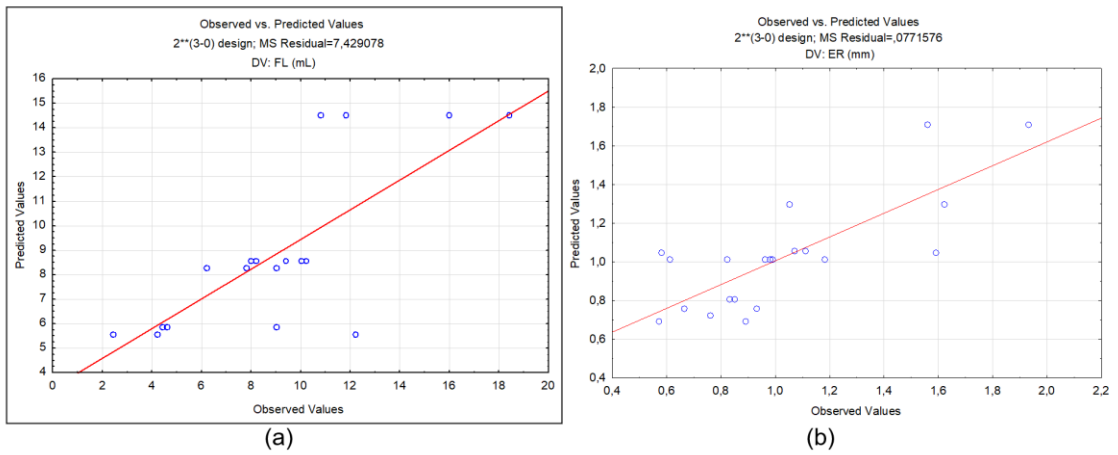 Observed vs. Predicted Values
2**(3-0) design; MS Residual=7,429078
DV: FL (mL)
16
15
14
13
12
11
10
9
8
7
6
5
4
Predicted Values
0 2 4 6 8 10 12 14 16 18 20
Observed Values
(a)
Observed vs. Predicted Values
2**(3-0) design; MS Residual=,0771576
DV: ER (mm)
2,0
1,8
1,6
1,4
1,2
1,0
0,8
0,6
0,4
Predicted Values
0,4 0,6 0,8 1,0 1,2 1,4 1,6 1,8 2,0 2,2
Observed Values
(b)